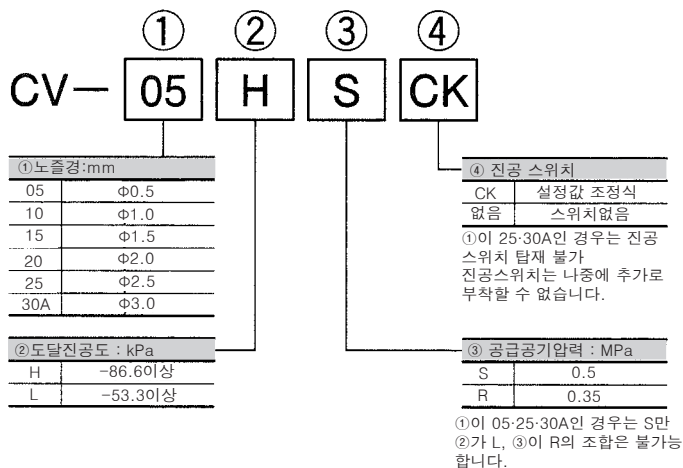 ① ② ③ ④
CV- 05 H S CK
①노즐경:mm
05 Φ0.5
10 Φ1.0
15 Φ1.5
20 Φ2.0
25 Φ2.5
30A Φ3.0
②도달진공도 : kPa
H -86.6이상
L -53.3이상
④ 진공 스위치
CK 설정값 조정식
없음 스위치없음
①이 25·30A인 경우는 진공
스위치 탑재 불가
진공스위치는 나중에 추가로
부착할 수 없습니다.
③ 공급공기압력 : MPa
S 0.5
R 0.35
①이 05·25·30A인 경우는 S만
②가 L, ③이 R의 조합은 불가능
합니다.